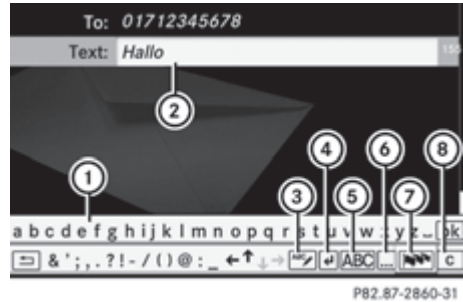 To: 01712345678
Text: Hallo 155
2
8
6
4
1
3 5 7
a b c d e f g h i j k l m n o p q r s t u v w x y z _ ok
& ' ; , . ? ! - / ( ) @ : _ ← ↑ ↓ → ABC ↵ ABC ... c
P82.87-2860-31